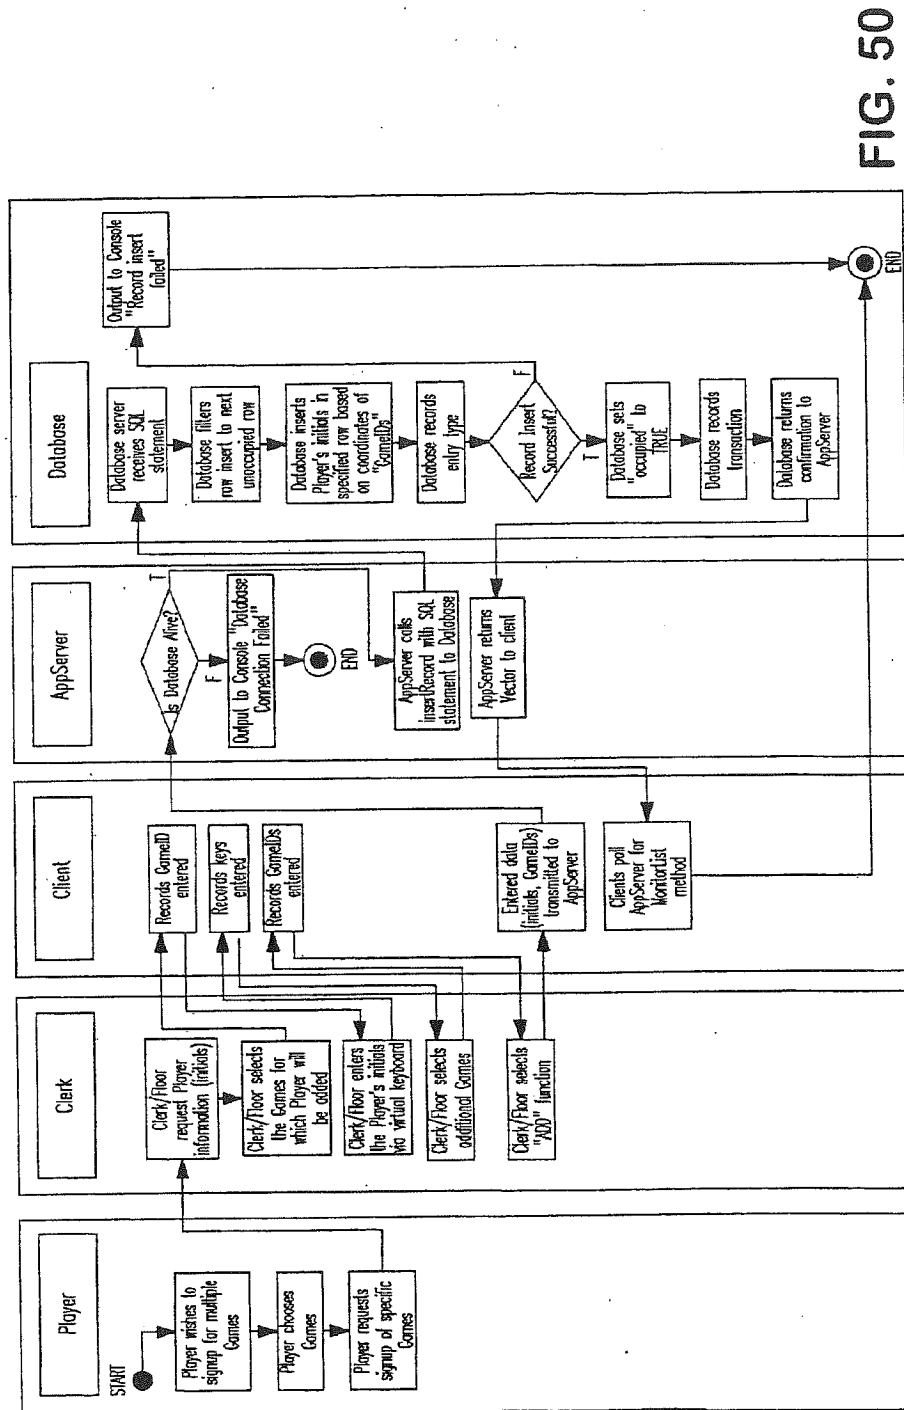 Player
START
Player wishes to
signup for multiple
Games
Player chooses
Games
Player requests
signup of specific
Games
Clerk
Clerk/Floor
request Player
information (initials)
Clerk/Floor selects
the Games for
which Player will
be added
Clerk/Floor enters
the Player's initials
via virtual keyboard
Clerk/Floor selects
additional Games
Clerk/Floor selects
"ADD" function
Client
Records GameID
entered
Records keys
entered
Records GameIDs
entered
Entered data
(initials, GameIDs)
transmitted to
AppServer
Clients poll
AppServer for
MonitorList
method
AppServer
Is Database Alive?
T
F
Output to Console "Database
Connection Failed"
END
AppServer calls
insertRecord with SQL
statement to Database
AppServer returns
Vector to client
Database
Database server
receives SQL
statement
Database filters
row insert to next
unoccupied row
Database inserts
Player's initials in
specified row based
on coordinates of
"GameIDs"
Database records
entry type
Record Insert
Successful?
F
T
Output to Console
"Record insert
failed"
Database sets
"occupied" to
TRUE
Database records
transaction
Database returns
confirmation to
AppServer
END
FIG. 50